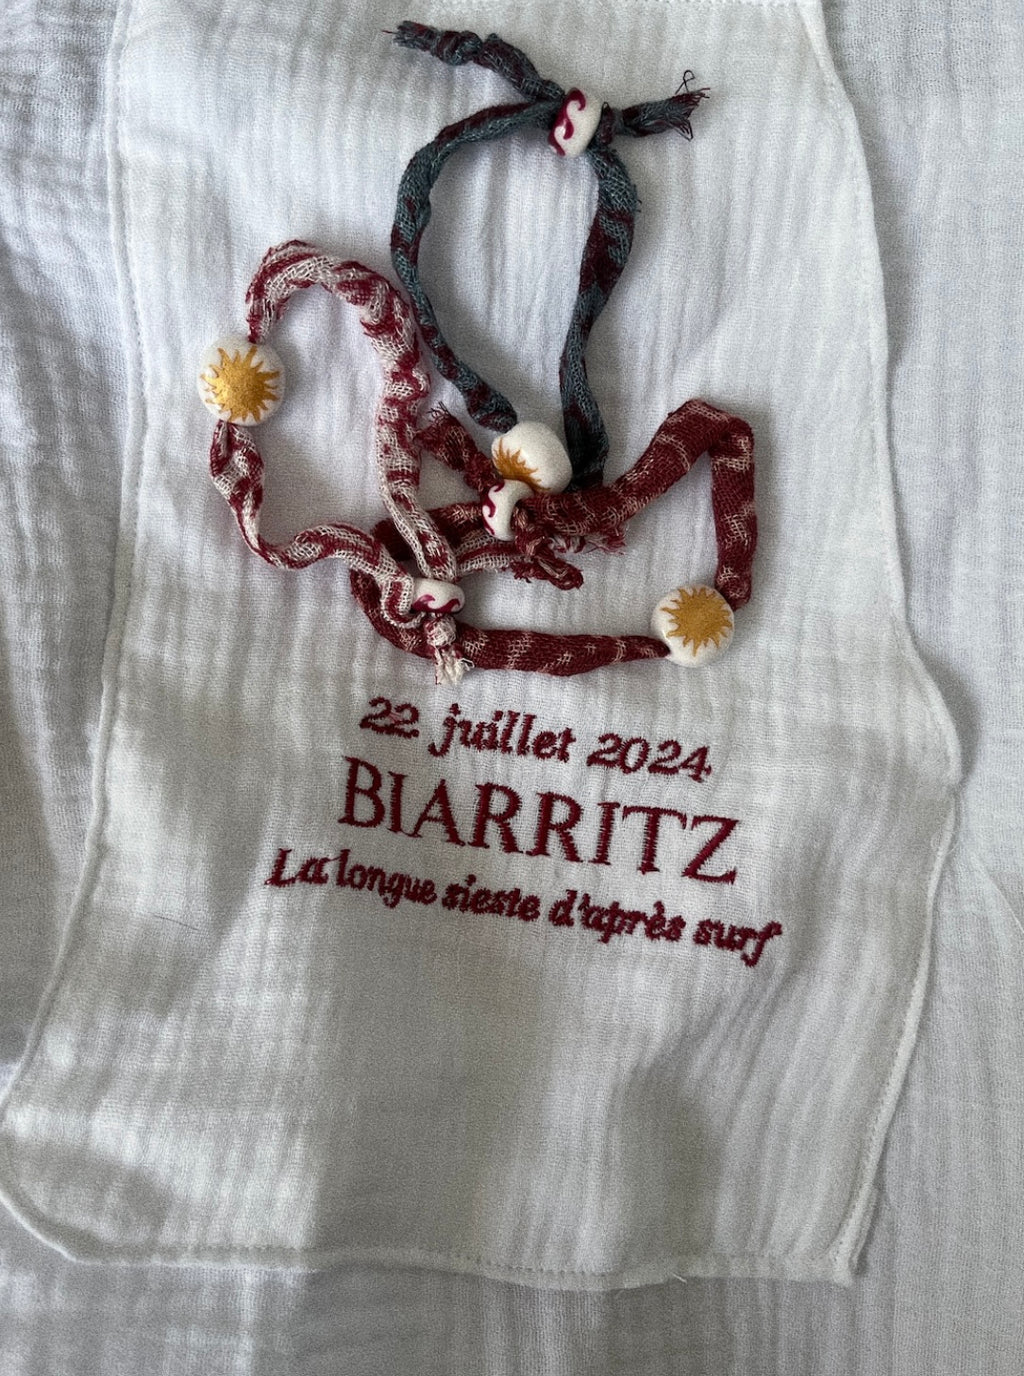 22 juillet 2024
BIARRITZ
La longue sieste d'après surf